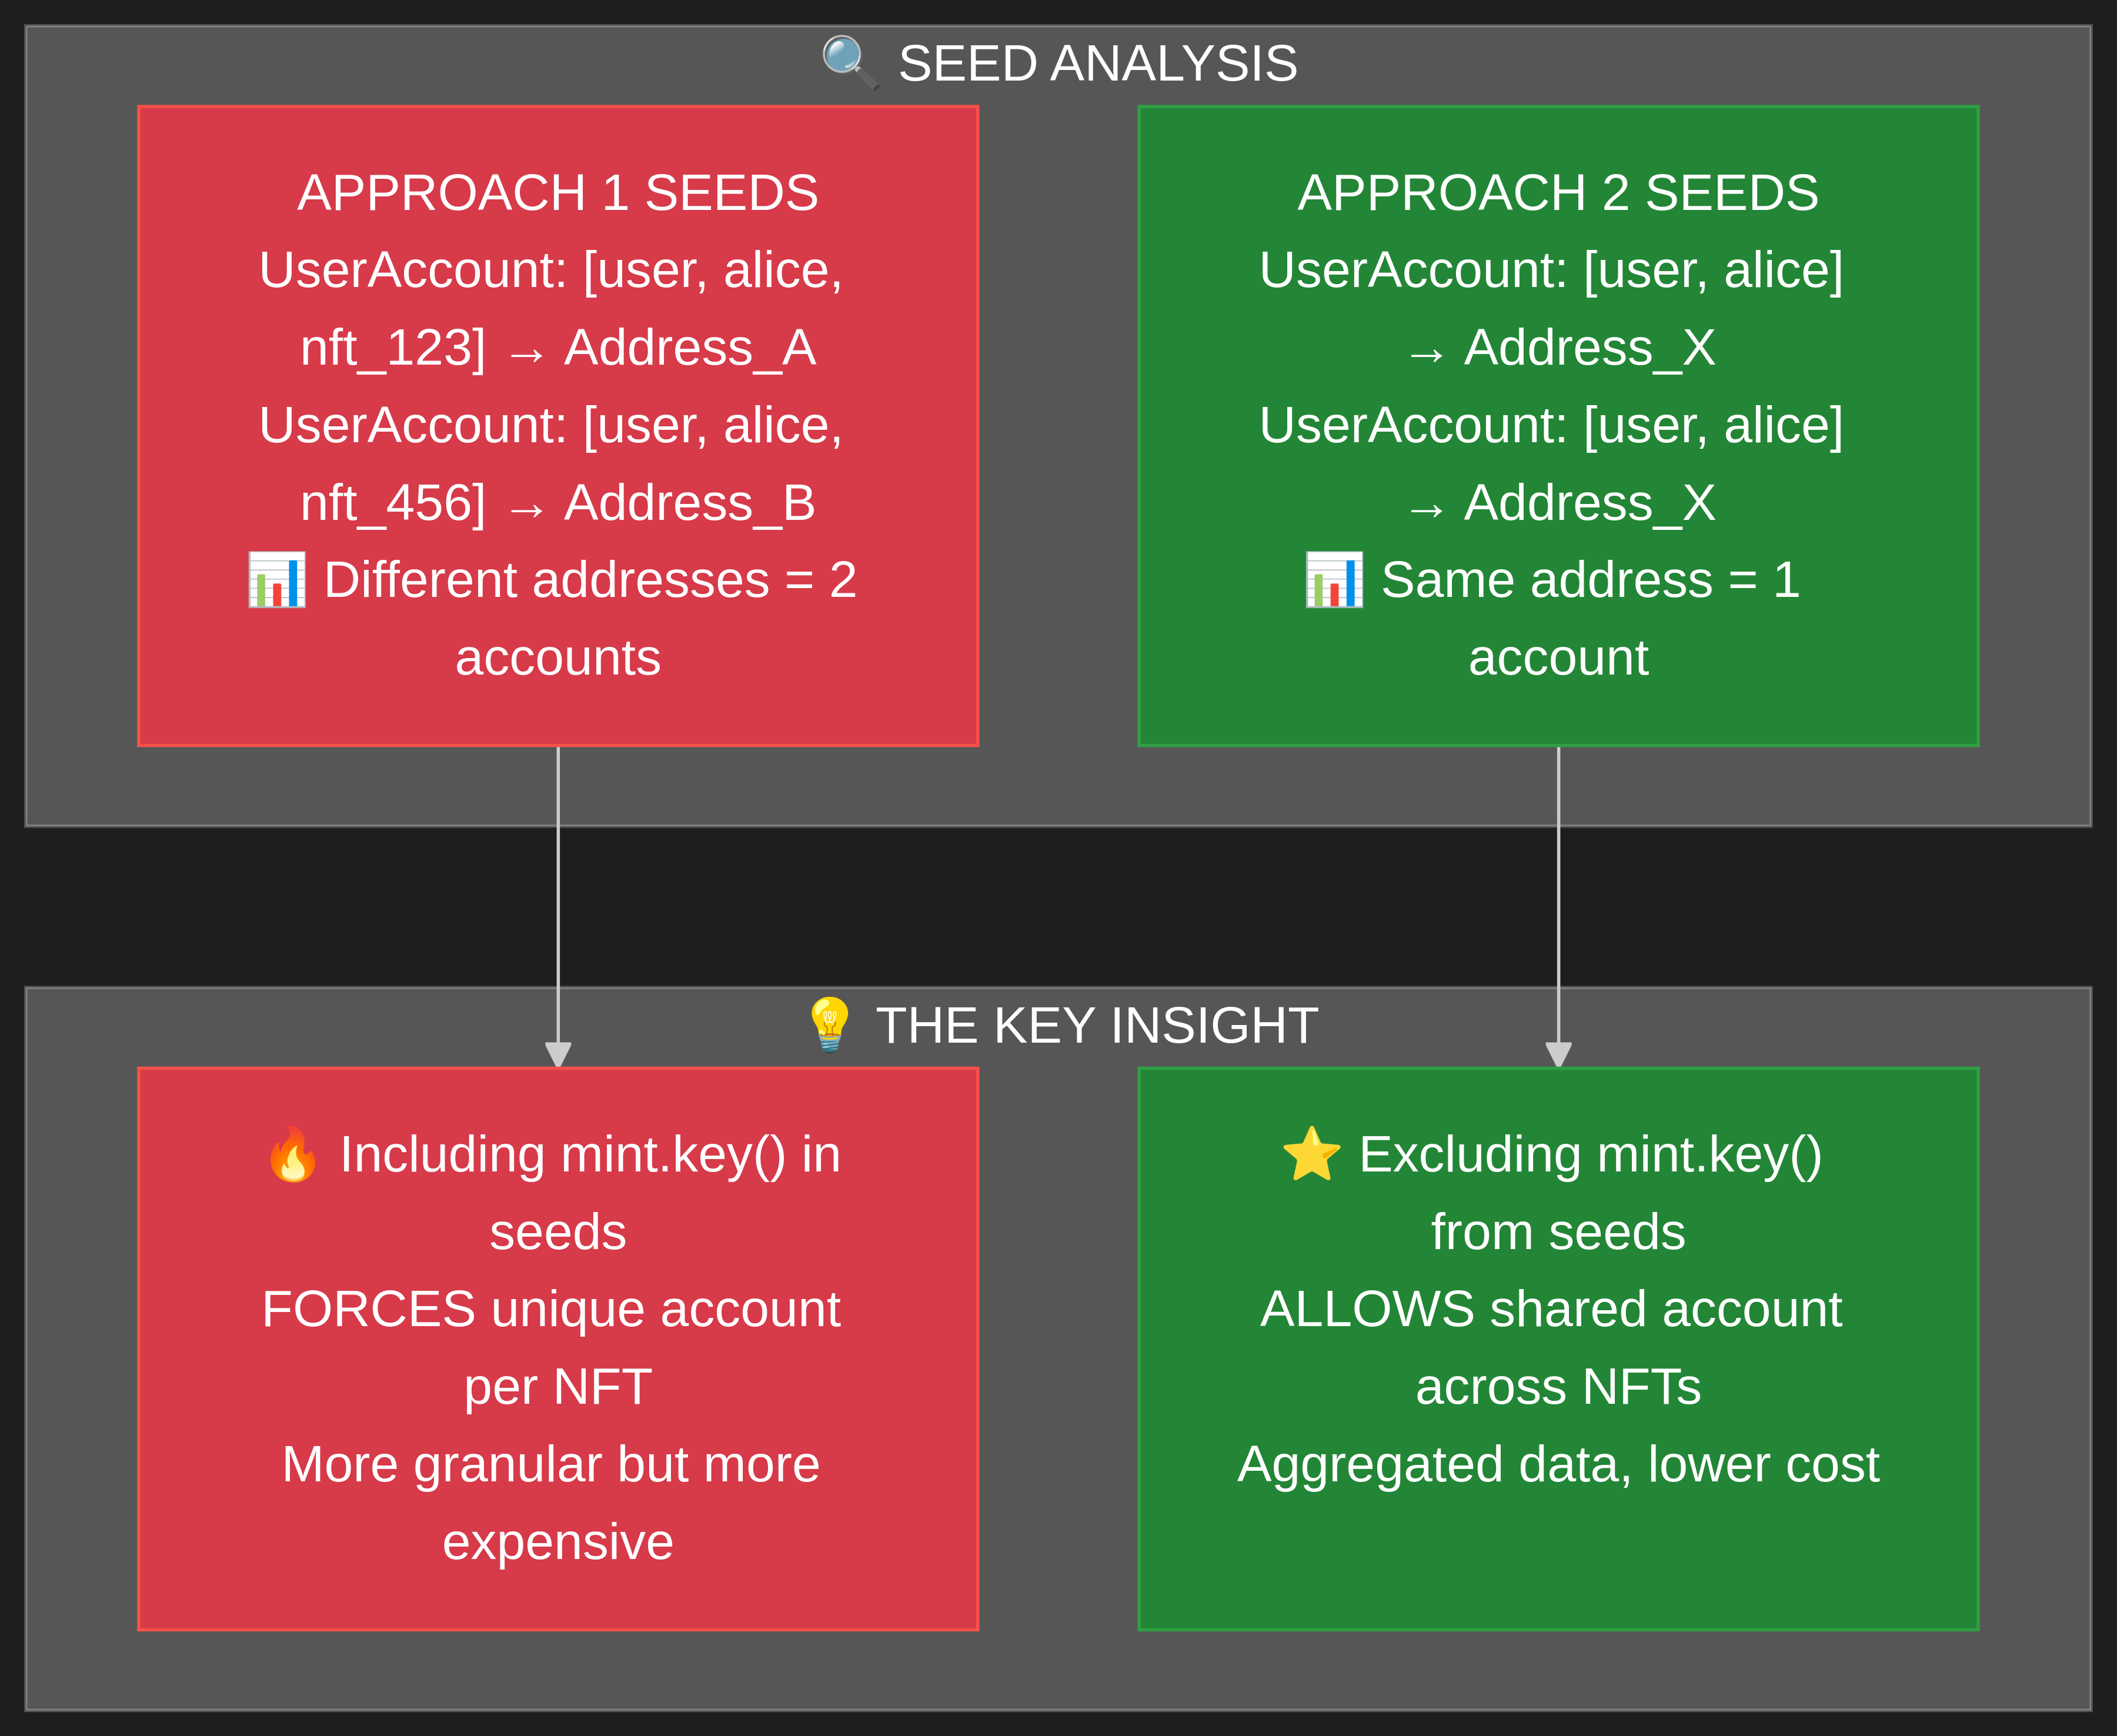 🔍 SEED ANALYSIS
APPROACH 1 SEEDS
UserAccount: [user, alice,
nft_123] → Address_A
UserAccount: [user, alice,
nft_456] → Address_B
📊 Different addresses = 2
accounts
APPROACH 2 SEEDS
UserAccount: [user, alice]
→ Address_X
UserAccount: [user, alice]
→ Address_X
📊 Same address = 1
account
💡 THE KEY INSIGHT
🔥 Including mint.key() in
seeds
FORCES unique account
per NFT
More granular but more
expensive
⭐ Excluding mint.key()
from seeds
ALLOWS shared account
across NFTs
Aggregated data, lower cost